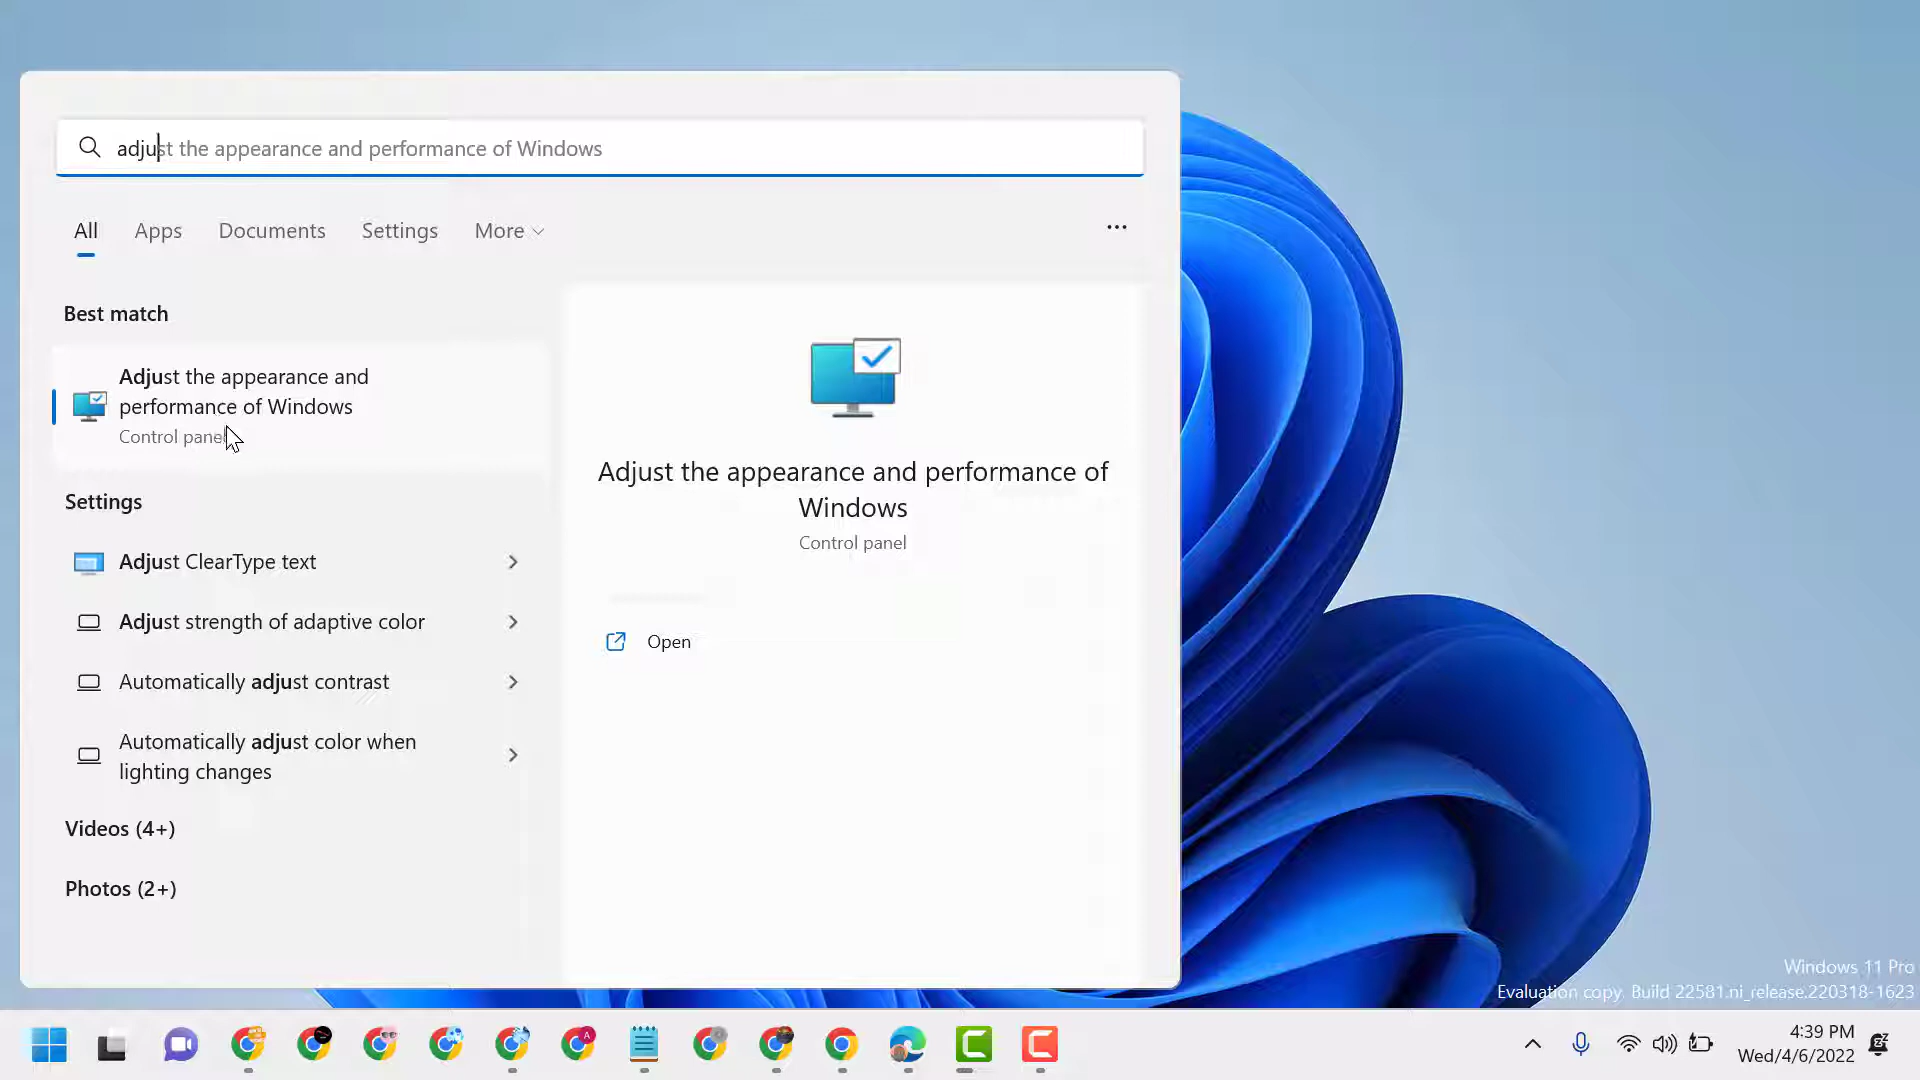 adjust the appearance and performance of Windows
All Apps Documents Settings More
Best match
Adjust the appearance and
performance of Windows
Control panel
Settings
Adjust ClearType text
Adjust strength of adaptive color
Automatically adjust contrast
Automatically adjust color when
lighting changes
Videos (4+)
Photos (2+)
Adjust the appearance and performance of
Windows
Control panel
Open
Windows 11 Pro
Evaluation copy. Build 22581.ni_release.220318-1623
4:39 PM
Wed/4/6/2022